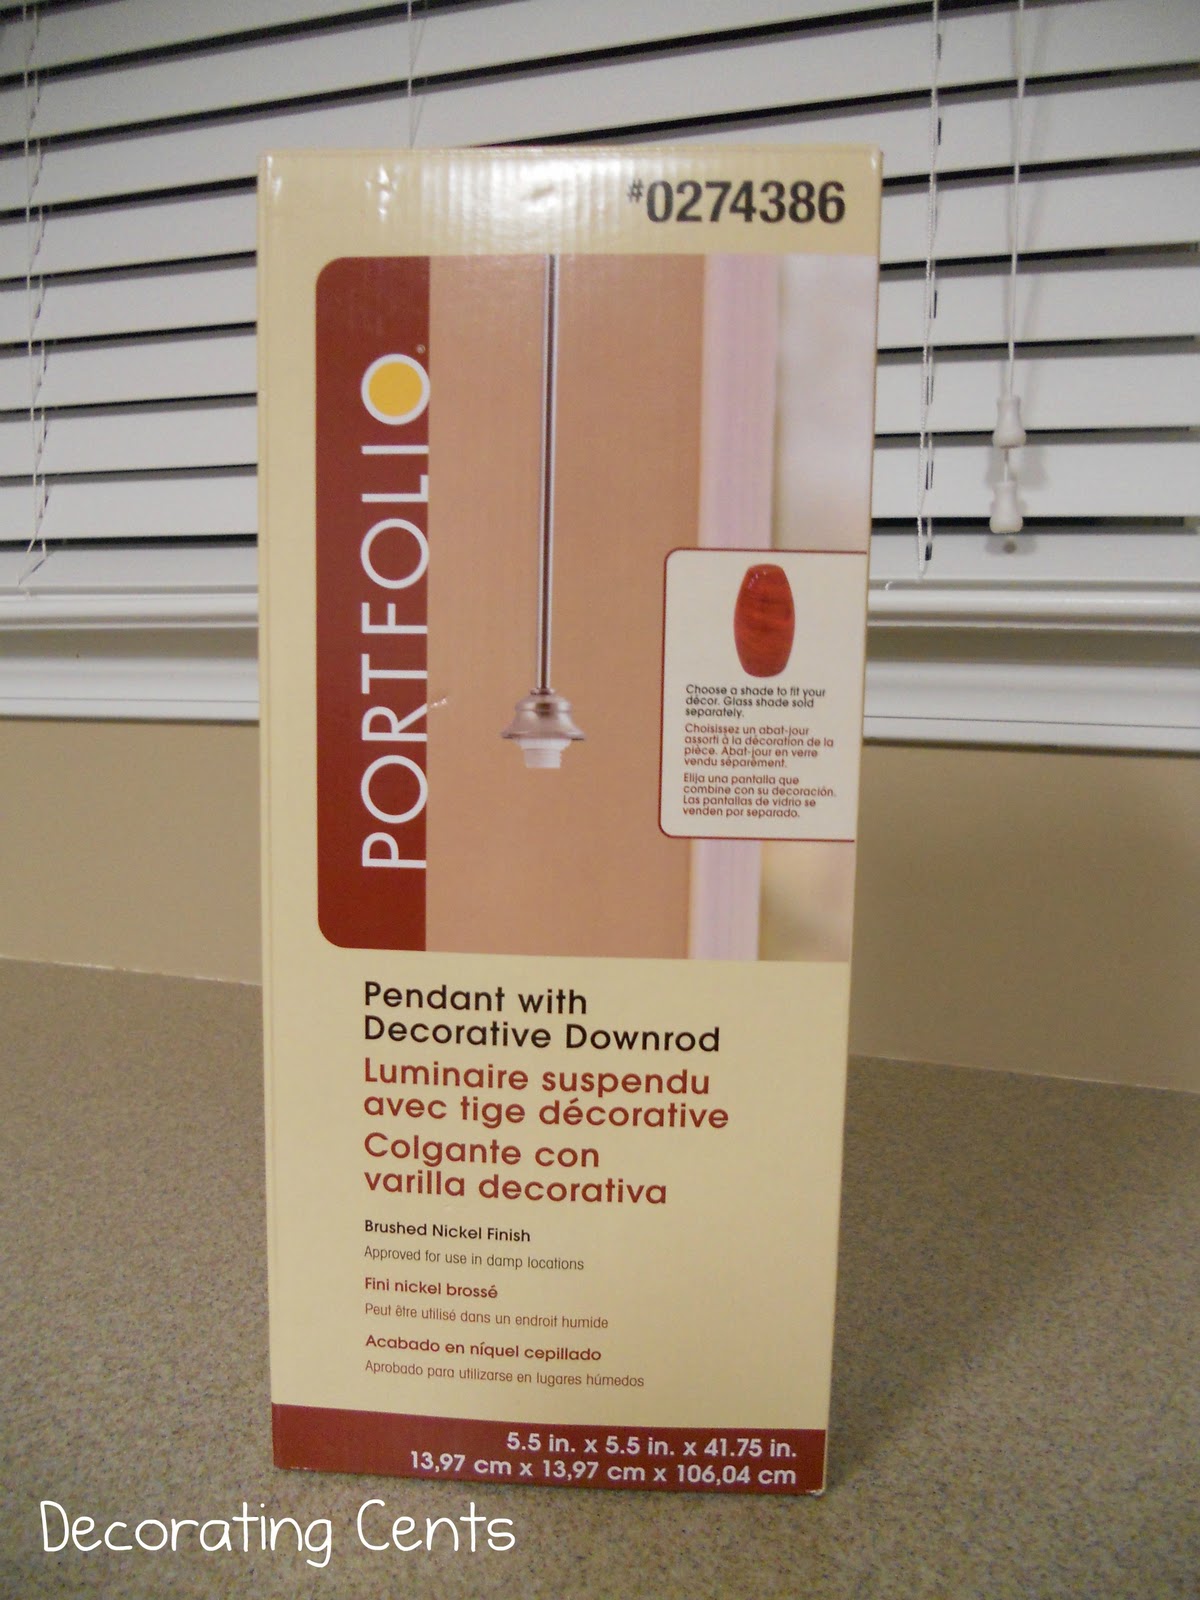 #0274386
PORTFOLIO®
Choose a shade to fit your
décor. Glass shade sold
separately.
Choisissez un abat-jour
assorti à la décoration de la
pièce. Abat-jour en verre
vendu séparément.
Elija una pantalla que
combine con su decoración.
Las pantallas de vidrio se
venden por separado.
Pendant with
Decorative Downrod
Luminaire suspendu
avec tige décorative
Colgante con
varilla decorativa
Brushed Nickel Finish
Approved for use in damp locations
Fini nickel brossé
Peut être utilisé dans un endroit humide
Acabado en níquel cepillado
Aprobado para utilizarse en lugares húmedos
5.5 in. x 5.5 in. x 41.75 in.
13,97 cm x 13,97 cm x 106,04 cm
Decorating Cents